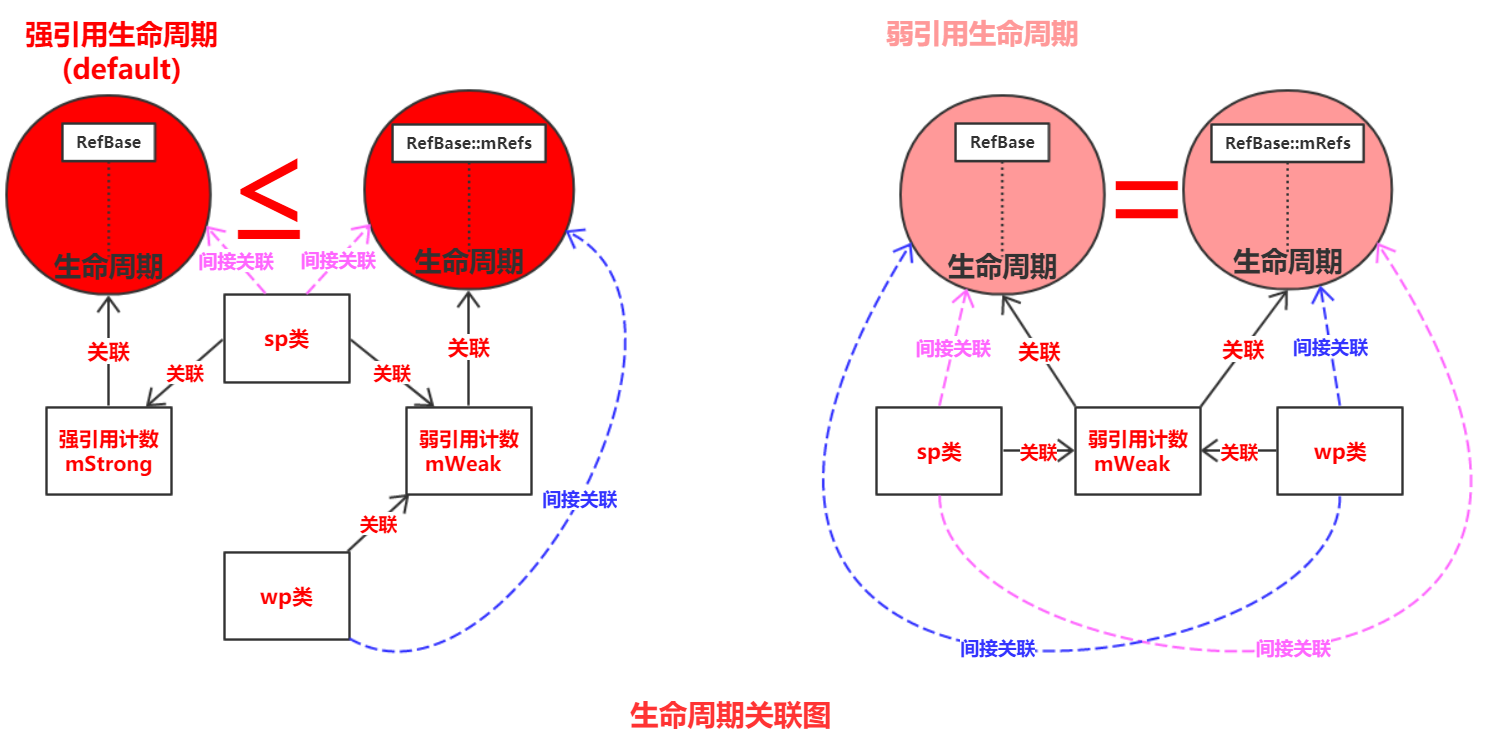 强引用生命周期
(default)
RefBase
生命周期
≤
RefBase::mRefs
生命周期
间接关联
间接关联
sp类
关联
关联
关联
关联
强引用计数
mStrong
弱引用计数
mWeak
间接关联
关联
wp类
弱引用生命周期
RefBase
生命周期
=
RefBase::mRefs
生命周期
间接关联
关联
关联
间接关联
sp类
关联
弱引用计数
mWeak
关联
wp类
间接关联
间接关联
生命周期关联图